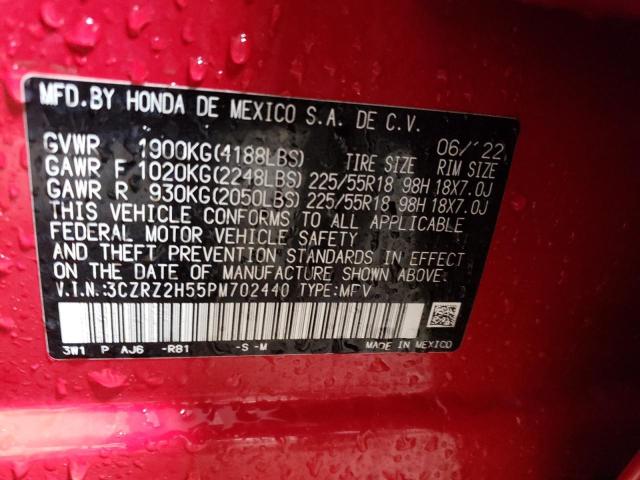 MFD.BY HONDA DE MEXICO S.A. DE C.V.
06/'22
GVWR 1900KG(4188LBS) TIRE SIZE RIM SIZE
GAWR F 1020KG(2248LBS) 225/55R18 98H 18X7.0J
GAWR R 930KG(2050LBS) 225/55R18 98H 18X7.0J
THIS VEHICLE CONFORMS TO ALL APPLICABLE
FEDERAL MOTOR VEHICLE SAFETY
AND THEFT PREVENTION STANDARDS IN EFFECT
ON THE DATE OF MANUFACTURE SHOWN ABOVE.
V.I.N.:3CZRZ2H55PM702440 TYPE:MPV
3W1 P AJ6 -R81 -S -M MADE IN MEXICO